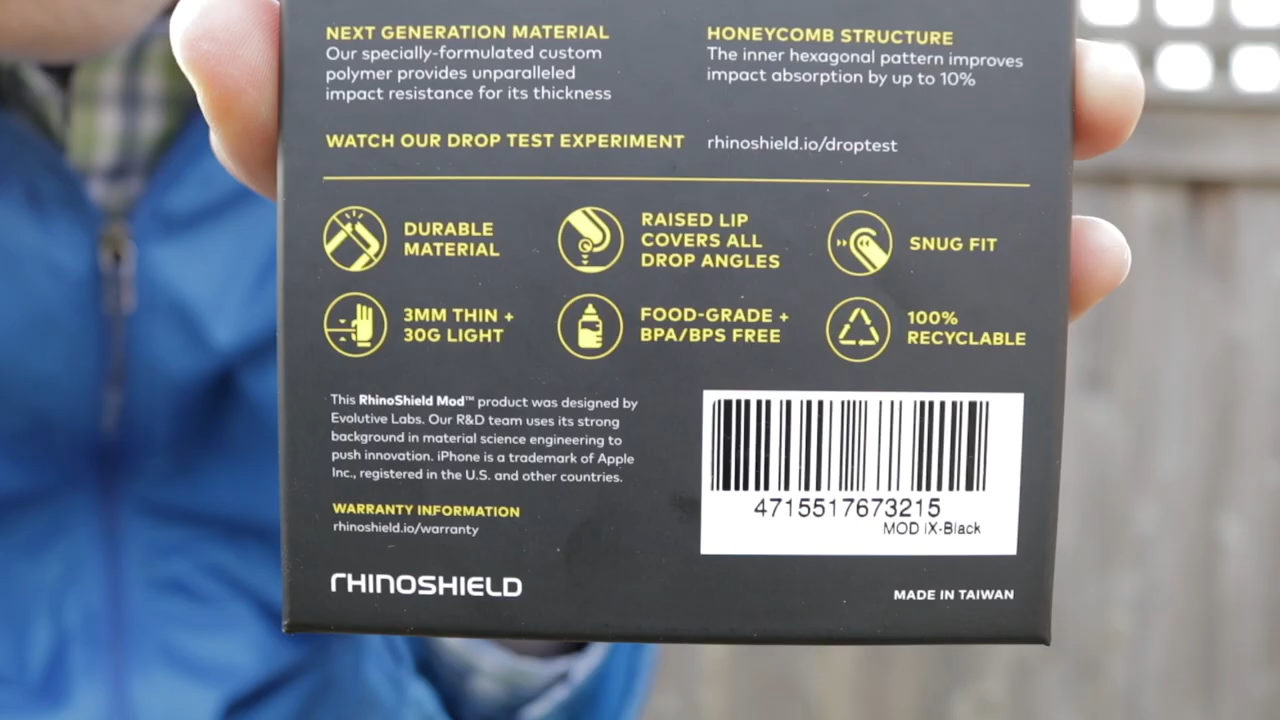 NEXT GENERATION MATERIAL
Our specially-formulated custom
polymer provides unparalleled
impact resistance for its thickness
HONEYCOMB STRUCTURE
The inner hexagonal pattern improves
impact absorption by up to 10%
WATCH OUR DROP TEST EXPERIMENT rhinoshield.io/droptest
DURABLE
MATERIAL
RAISED LIP
COVERS ALL
DROP ANGLES
SNUG FIT
3MM THIN +
30G LIGHT
FOOD-GRADE +
BPA/BPS FREE
100%
RECYCLABLE
This RhinoShield Mod™ product was designed by
Evolutive Labs. Our R&D team uses its strong
background in material science engineering to
push innovation. iPhone is a trademark of Apple
Inc., registered in the U.S. and other countries.
WARRANTY INFORMATION
rhinoshield.io/warranty
RHINOSHIELD
4715517673215
MOD iX-Black
MADE IN TAIWAN